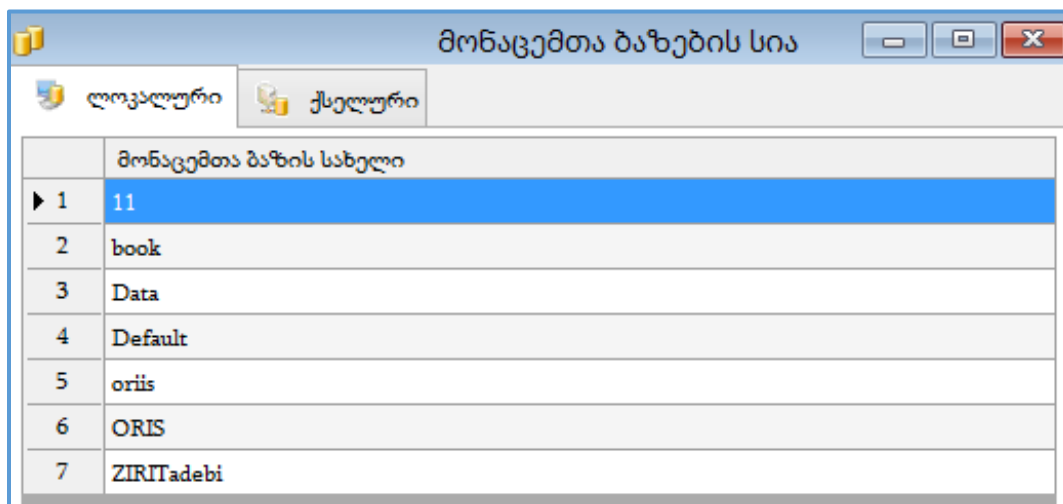 მონაცემთა ბაზების სია
ლოკალური ქსელური
მონაცემთა ბაზის სახელი
1 11
2 book
3 Data
4 Default
5 oriis
6 ORIS
7 ZIRITadebi